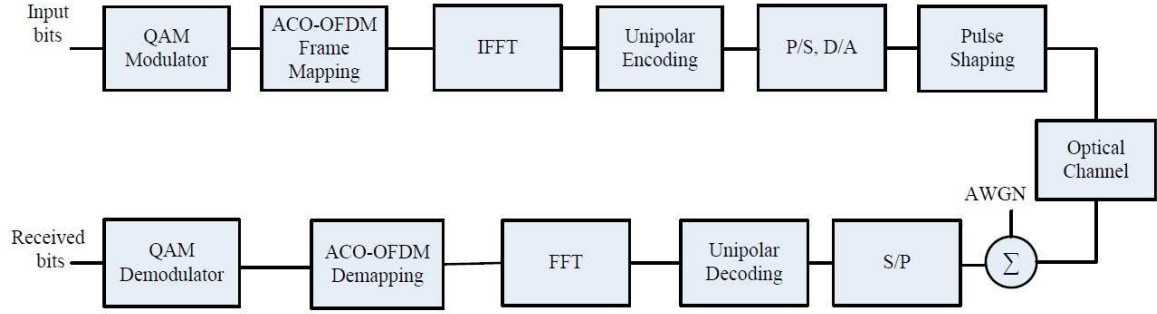 Input
bits
QAM
Modulator
ACO-OFDM
Frame
Mapping
IFFT
Unipolar
Encoding
P/S, D/A
Pulse
Shaping
Optical
Channel
AWGN
Σ
S/P
Unipolar
Decoding
FFT
ACO-OFDM
Demapping
QAM
Demodulator
Received
bits